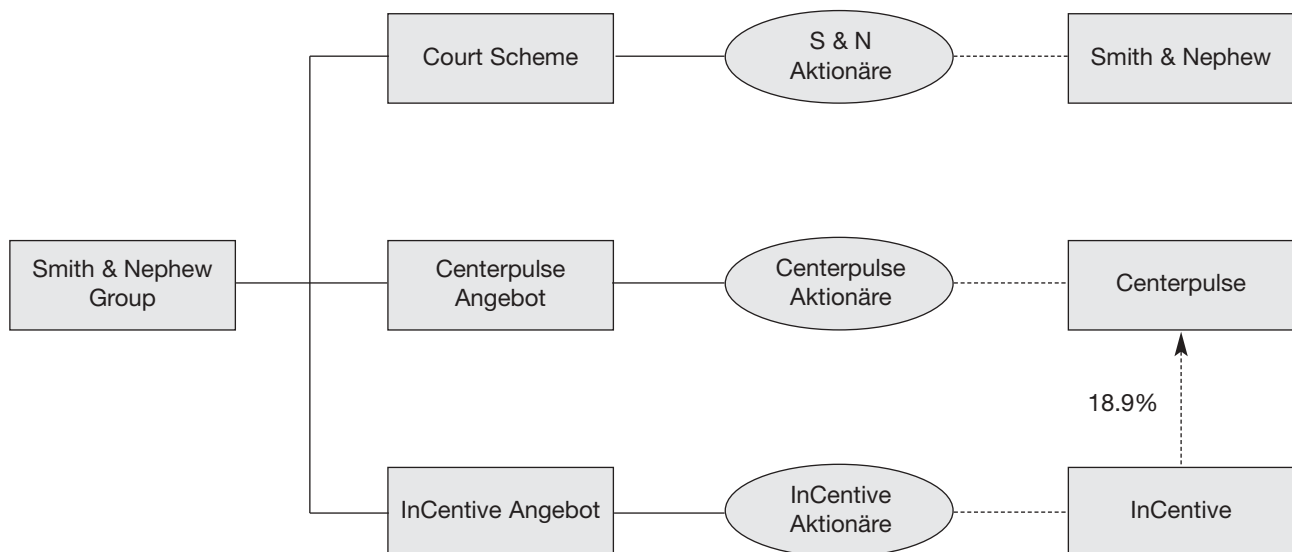 Court Scheme
S & N
Aktionäre
Smith & Nephew
Smith & Nephew
Group
Centerpulse
Angebot
Centerpulse
Aktionäre
Centerpulse
18.9%
InCentive Angebot
InCentive
Aktionäre
InCentive